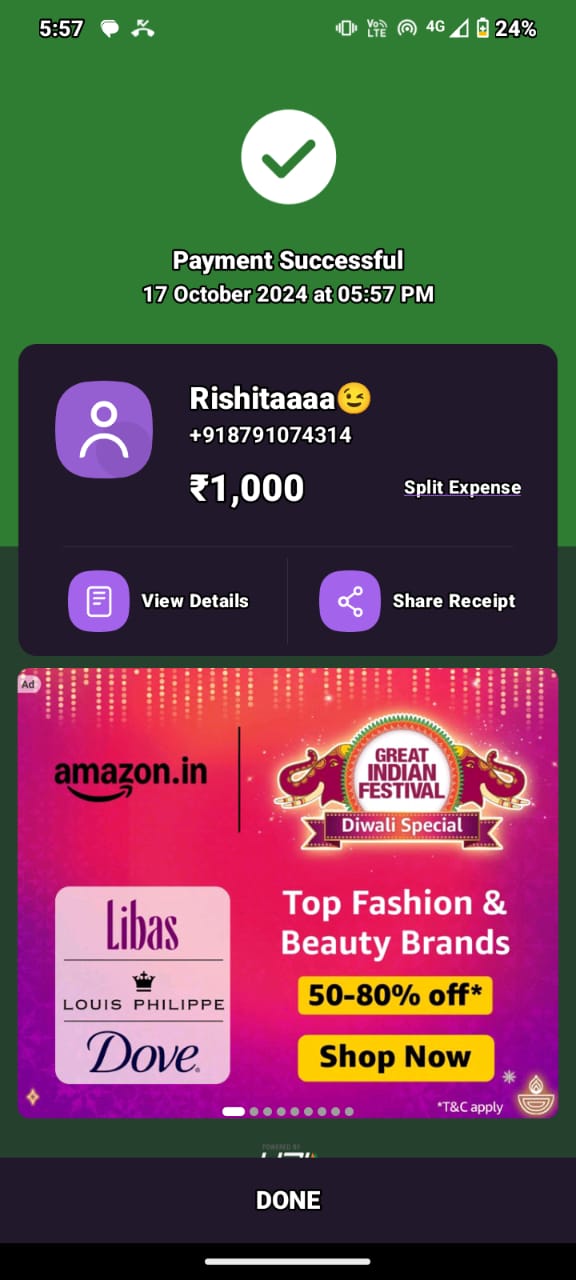 5:57
Vo))
LTE
4G
24%
Payment Successful
17 October 2024 at 05:57 PM
Rishitaaaa😉
+918791074314
₹1,000
Split Expense
View Details
Share Receipt
Ad
amazon.in
GREAT
INDIAN
FESTIVAL
Diwali Special
Libas
LOUIS PHILIPPE
Dove
Top Fashion &
Beauty Brands
50-80% off*
Shop Now
*T&C apply
POWERED BY
DONE